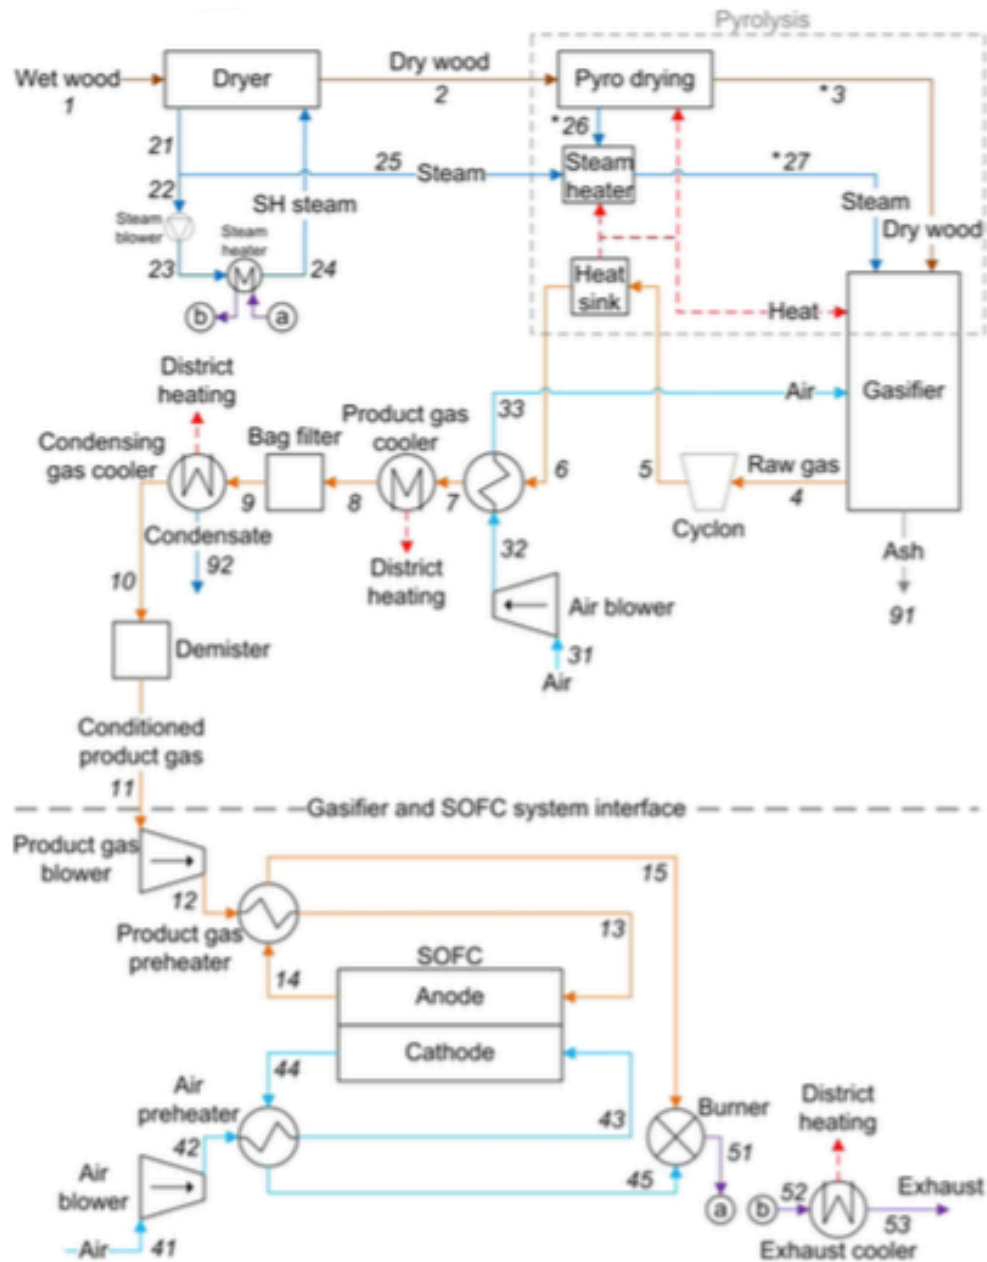 Pyrolysis
Wet wood
1
Dryer
Dry wood
2
Pyro drying
*3
*26
21
25
Steam
Steam
heater
*27
22
SH steam
Steam
Dry wood
Steam
blower
Steam
heater
23
24
Heat
sink
b
a
Heat
District
heating
33
Air
Gasifier
Product gas
cooler
Condensing
gas cooler
Bag filter
9
8
7
6
5
Raw gas
4
Cyclon
Condensate
92
32
Ash
91
10
District
heating
Air blower
31
Air
Demister
Conditioned
product gas
11
Gasifier and SOFC system interface
Product gas
blower
12
15
Product gas
preheater
13
SOFC
14
Anode
Cathode
44
Air
preheater
43
42
Burner
District
heating
51
Air
blower
45
a
b
52
Exhaust
53
Air
41
Exhaust cooler